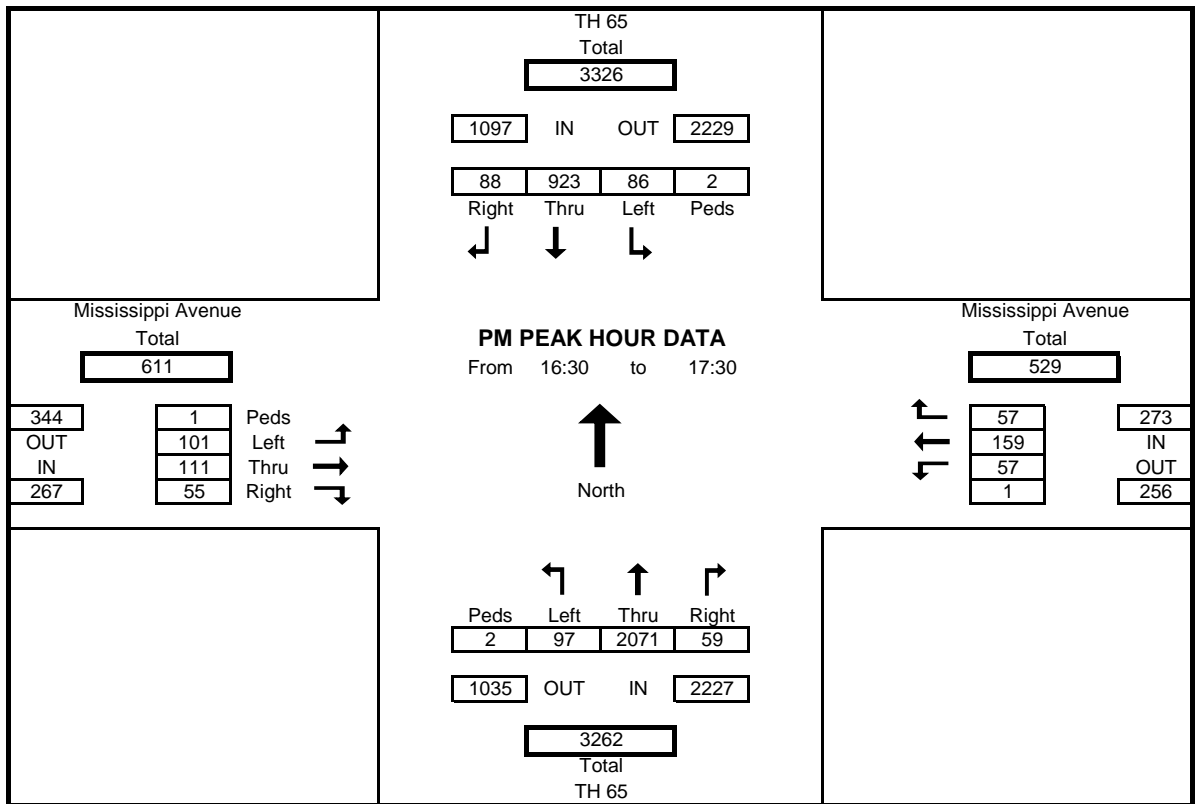 TH 65
Total
3326
1097 IN OUT 2229
88 923 86 2
Right Thru Left Peds
Mississippi Avenue
Total
611
344 1 Peds
OUT 101 Left
IN 111 Thru
267 55 Right
PM PEAK HOUR DATA
From 16:30 to 17:30
North
Mississippi Avenue
Total
529
57 273
159 IN
57 OUT
1 256
Peds Left Thru Right
2 97 2071 59
1035 OUT IN 2227
3262
Total
TH 65